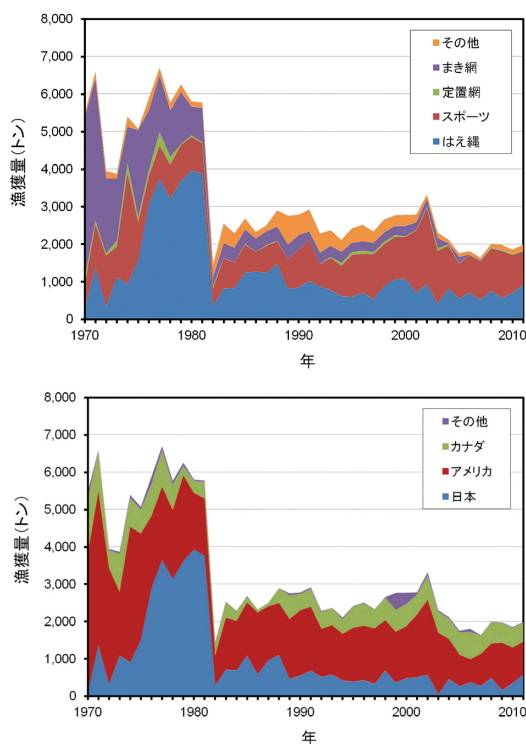 8,000
7,000
6,000
5,000
4,000
3,000
2,000
1,000
0
漁獲量(トン)
その他
まき網
定置網
スポーツ
はえ縄
1970 1980 1990 2000 2010
年
8,000
7,000
6,000
5,000
4,000
3,000
2,000
1,000
0
漁獲量(トン)
その他
カナダ
アメリカ
日本
1970 1980 1990 2000 2010
年